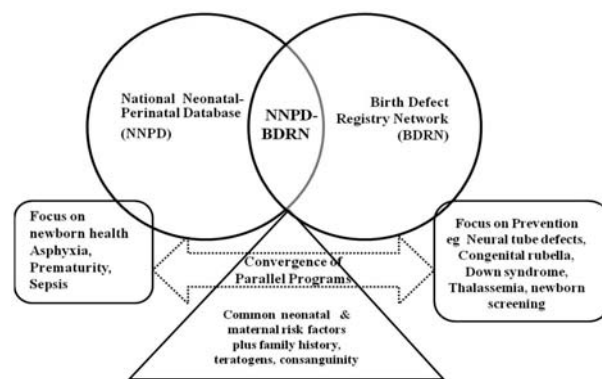 National Neonatal-
Perinatal Database
(NNPD)
NNPD-
BDRN
Birth Defect
Registry Network
(BDRN)
Focus on
newborn health
Asphyxia,
Prematurity,
Sepsis
Convergence of
Parallel Programs
Focus on Prevention
eg Neural tube defects,
Congenital rubella,
Down syndrome,
Thalassemia, newborn
screening
Common neonatal &
maternal risk factors
plus family history,
teratogens, consanguinity